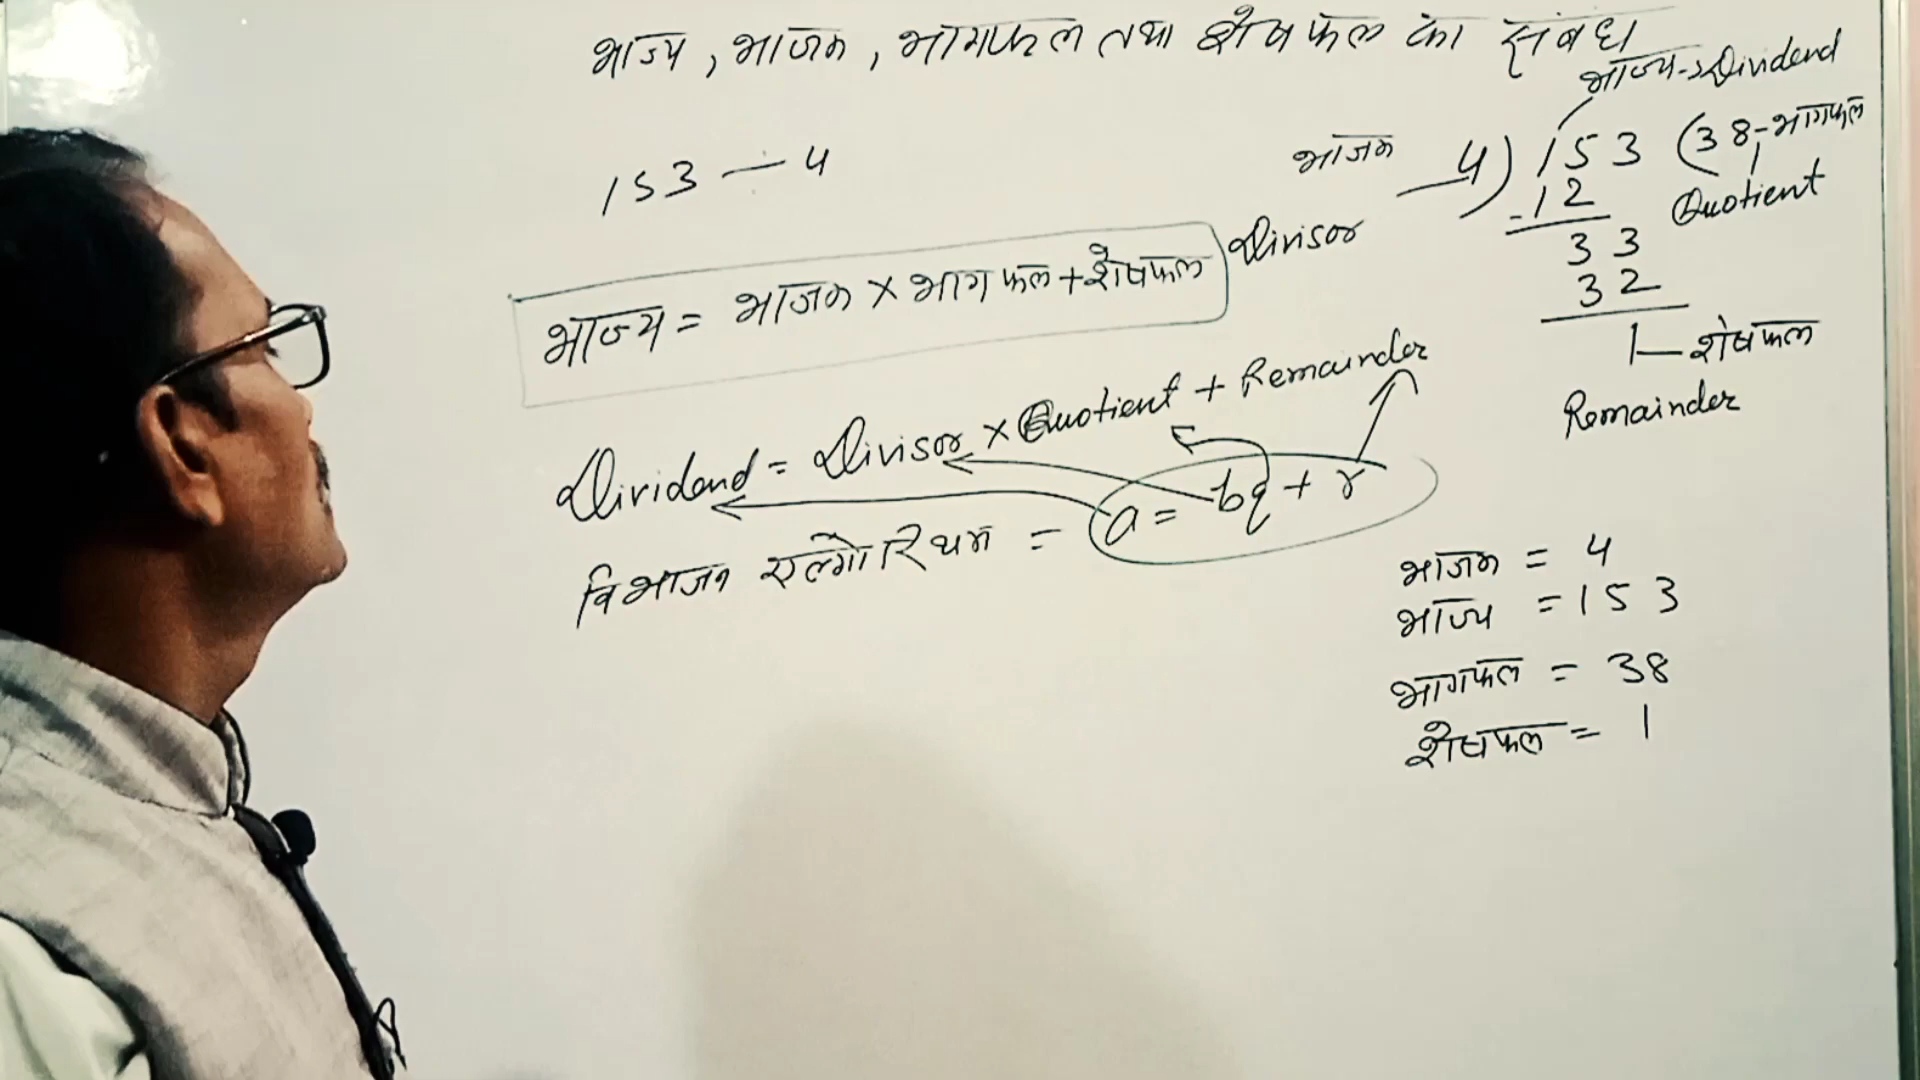 भाज्य, भाजक, भागफल तथा शेषफल का संबंध
153 ÷ 4
भाज्य = भाजक × भागफल + शेषफल
Dividend = Divisor × Quotient + Remainder
विभाजन एल्गोरिथम = a = bq + r
भाज्य → Dividend
भाजक 4) 153 (38 - भागफल
Divisor
-12
Quotient
33
32
1 — शेषफल
Remainder
भाजक = 4
भाज्य = 153
भागफल = 38
शेषफल = 1